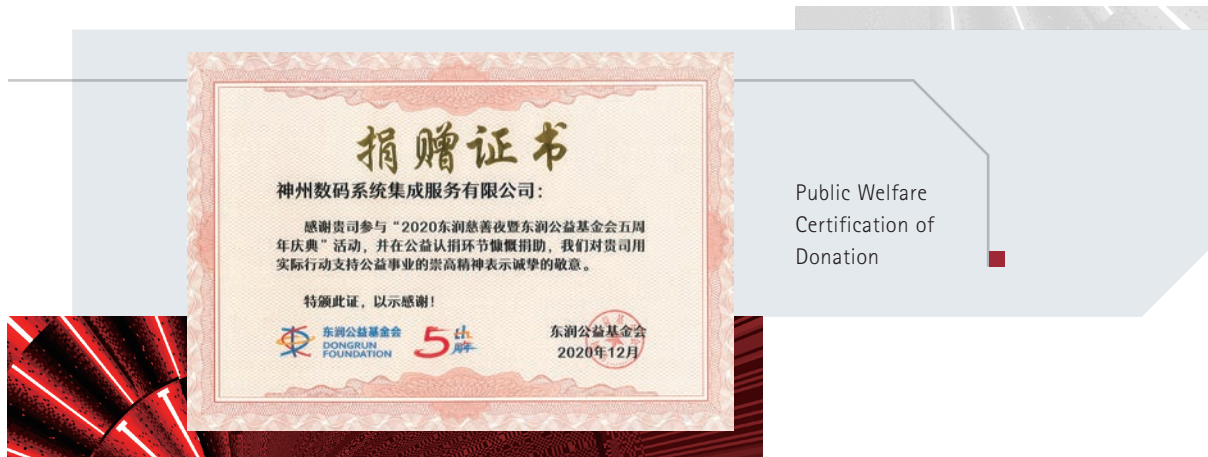 捐赠证书
神州数码系统集成服务有限公司：
感谢贵司参与“2020东润慈善夜暨东润公益基金会五周
年庆典”活动，并在公益认捐环节慷慨捐助，我们对贵司用
实际行动支持公益事业的崇高精神表示诚挚的敬意。
特颁此证，以示感谢！
东润公益基金会
DONGRUN
FOUNDATION
5th
东润公益基金会
2020年12月
Public Welfare
Certification of
Donation